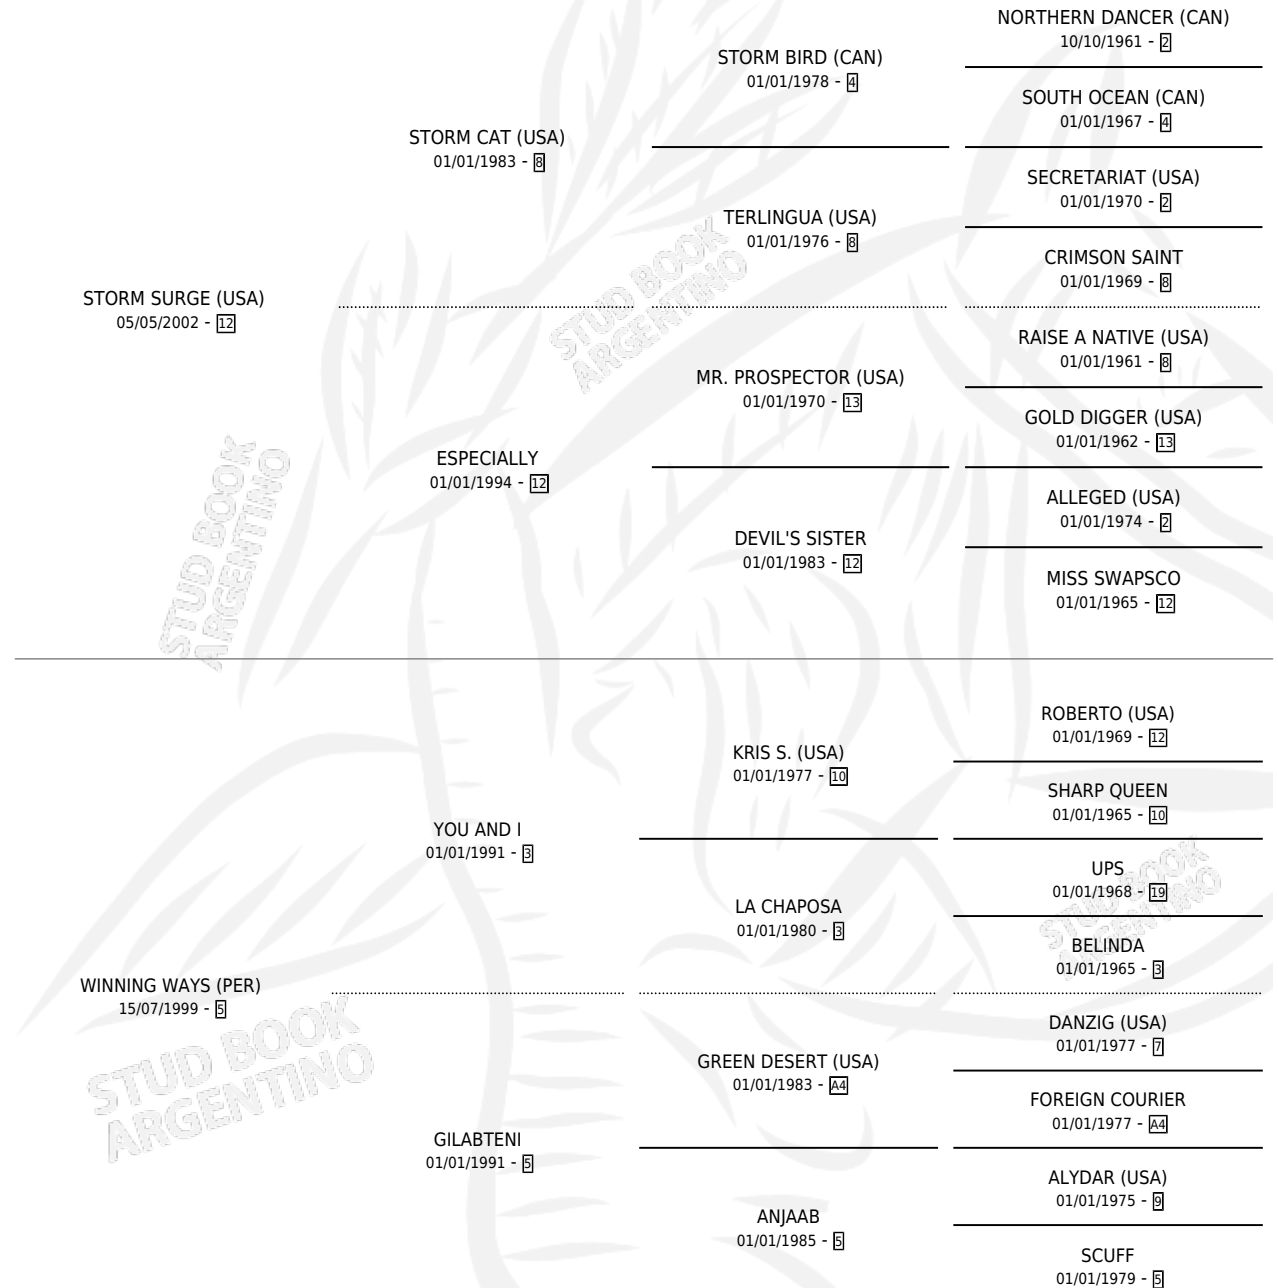 NORTHERN DANCER (CAN)
10/10/1961 - 2
STORM BIRD (CAN)
01/01/1978 - 4
SOUTH OCEAN (CAN)
01/01/1967 - 4
STORM CAT (USA)
01/01/1983 - 8
SECRETARIAT (USA)
01/01/1970 - 2
TERLINGUA (USA)
01/01/1976 - 8
CRIMSON SAINT
01/01/1969 - 8
STORM SURGE (USA)
05/05/2002 - 12
RAISE A NATIVE (USA)
01/01/1961 - 8
MR. PROSPECTOR (USA)
01/01/1970 - 13
GOLD DIGGER (USA)
01/01/1962 - 13
ESPECIALLY
01/01/1994 - 12
ALLEGED (USA)
01/01/1974 - 2
DEVIL'S SISTER
01/01/1983 - 12
MISS SWAPSCO
01/01/1965 - 12
ROBERTO (USA)
01/01/1969 - 12
KRIS S. (USA)
01/01/1977 - 10
SHARP QUEEN
01/01/1965 - 10
YOU AND I
01/01/1991 - 3
UPS
01/01/1968 - 19
LA CHAPOSA
01/01/1980 - 3
BELINDA
01/01/1965 - 3
WINNING WAYS (PER)
15/07/1999 - 5
DANZIG (USA)
01/01/1977 - 7
GREEN DESERT (USA)
01/01/1983 - A4
FOREIGN COURIER
01/01/1977 - A4
GILABTENI
01/01/1991 - 5
ALYDAR (USA)
01/01/1975 - 9
ANJAAB
01/01/1985 - 5
SCUFF
01/01/1979 - 5
STUD BOOK
ARGENTINO
STUD BOOK
ARGENTINO
STUD BOOK
ARGENTINO
STUD BOOK
ARGENTINO